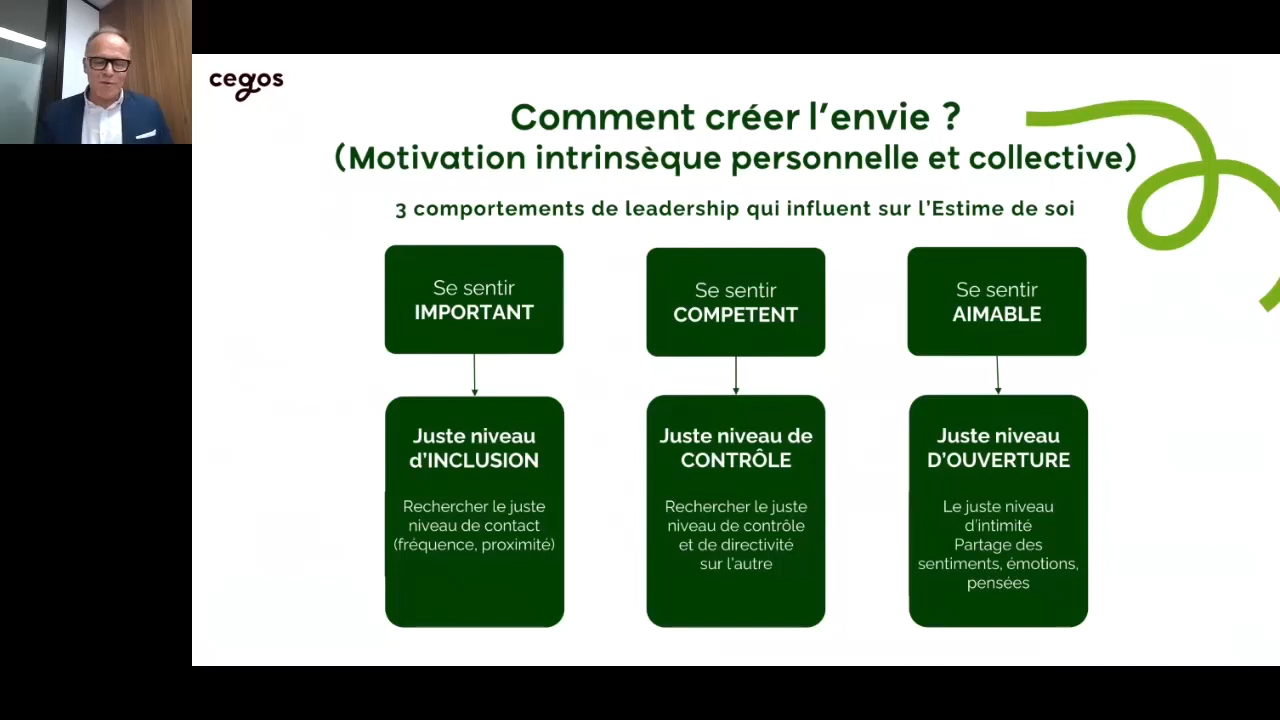 cegos
Comment créer l'envie ?
(Motivation intrinsèque personnelle et collective)
3 comportements de leadership qui influent sur l'Estime de soi
Se sentir
IMPORTANT
Se sentir
COMPETENT
Se sentir
AIMABLE
Juste niveau
d'INCLUSION
Rechercher le juste
niveau de contact
(fréquence, proximité)
Juste niveau de
CONTRÔLE
Rechercher le juste
niveau de contrôle
et de directivité
sur l'autre
Juste niveau
D'OUVERTURE
Le juste niveau
d'intimité
Partage des
sentiments, émotions,
pensées